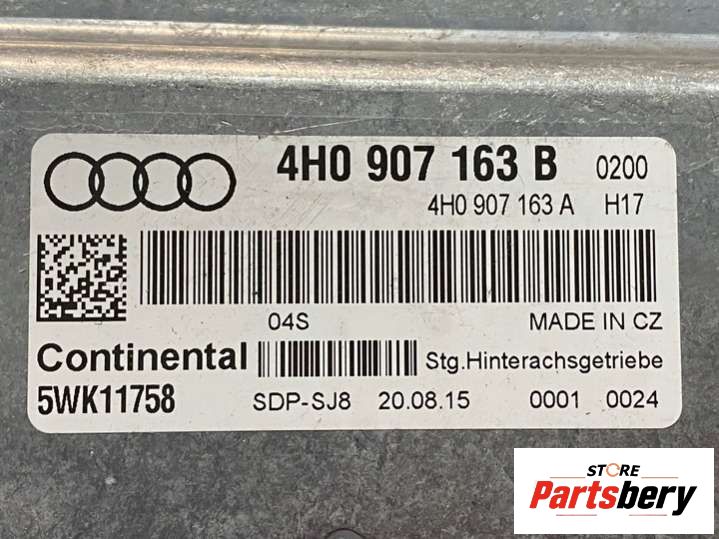 4H0 907 163 B 0200
4H0 907 163 A H17
04S MADE IN CZ
Continental Stg.Hinterachsgetriebe
5WK11758 SDP-SJ8 20.08.15 0001 0024
STORE
Partsbery